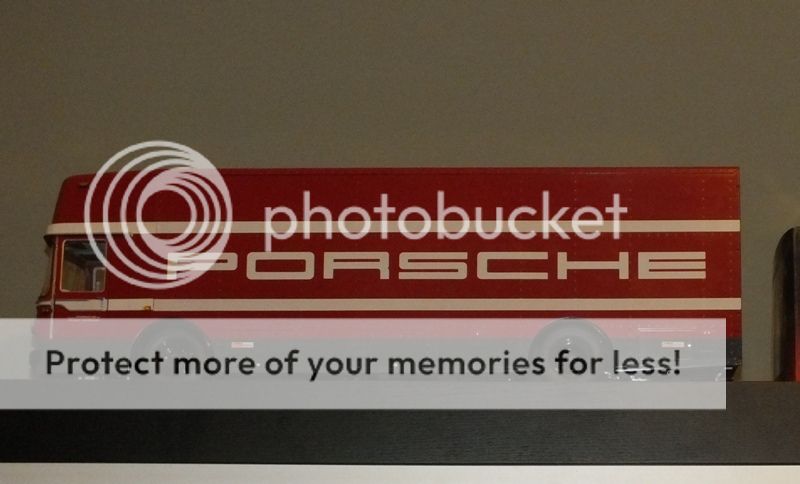 photobucket
PORSCHE
Protect more of your memories for less!